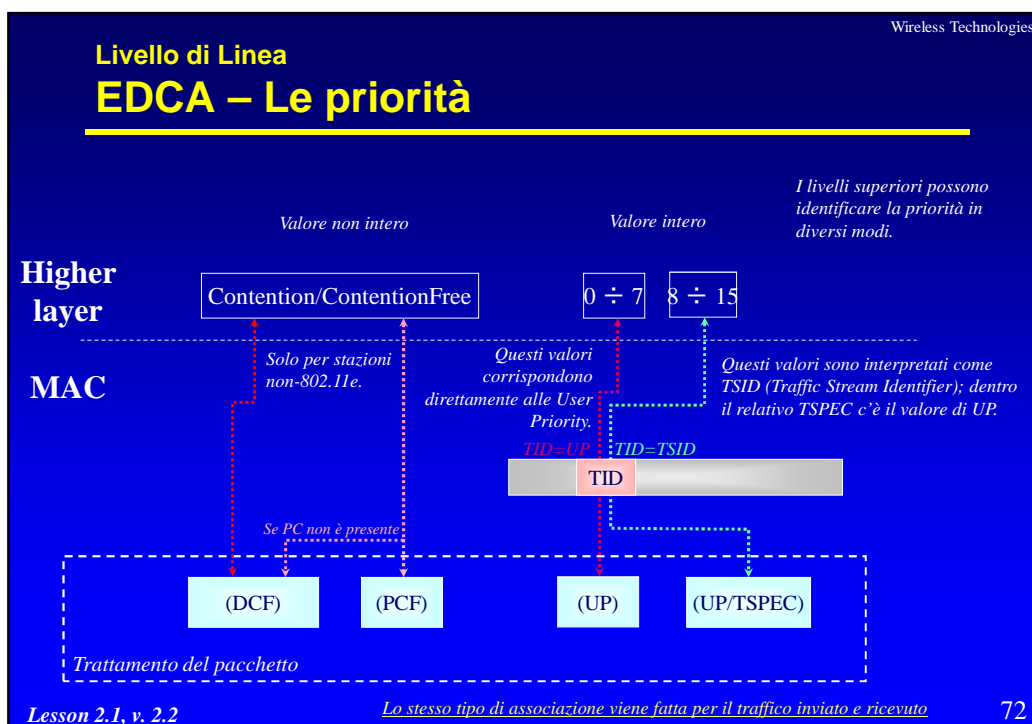 Wireless Technologies
Livello di Linea
EDCA – Le priorità
I livelli superiori possono
identificare la priorità in
diversi modi.
Valore non intero
Valore intero
Higher
layer
Contention/ContentionFree
0 ÷ 7
8 ÷ 15
MAC
Solo per stazioni
non-802.11e.
Questi valori
corrispondono
direttamente alle User
Priority.
Questi valori sono interpretati come
TSID (Traffic Stream Identifier); dentro
il relativo TSPEC c'è il valore di UP.
TID=UP
TID=TSID
TID
Se PC non è presente
(DCF)
(PCF)
(UP)
(UP/TSPEC)
Trattamento del pacchetto
Lesson 2.1, v. 2.2
Lo stesso tipo di associazione viene fatta per il traffico inviato e ricevuto
72